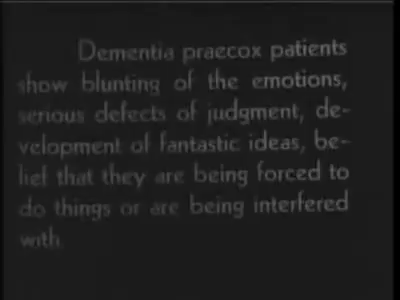 Dementia praecox patients
show blunting of the emotions,
serious defects of judgment, de-
velopment of fantastic ideas, be-
lief that they are being forced to
do things or are being interfered
with